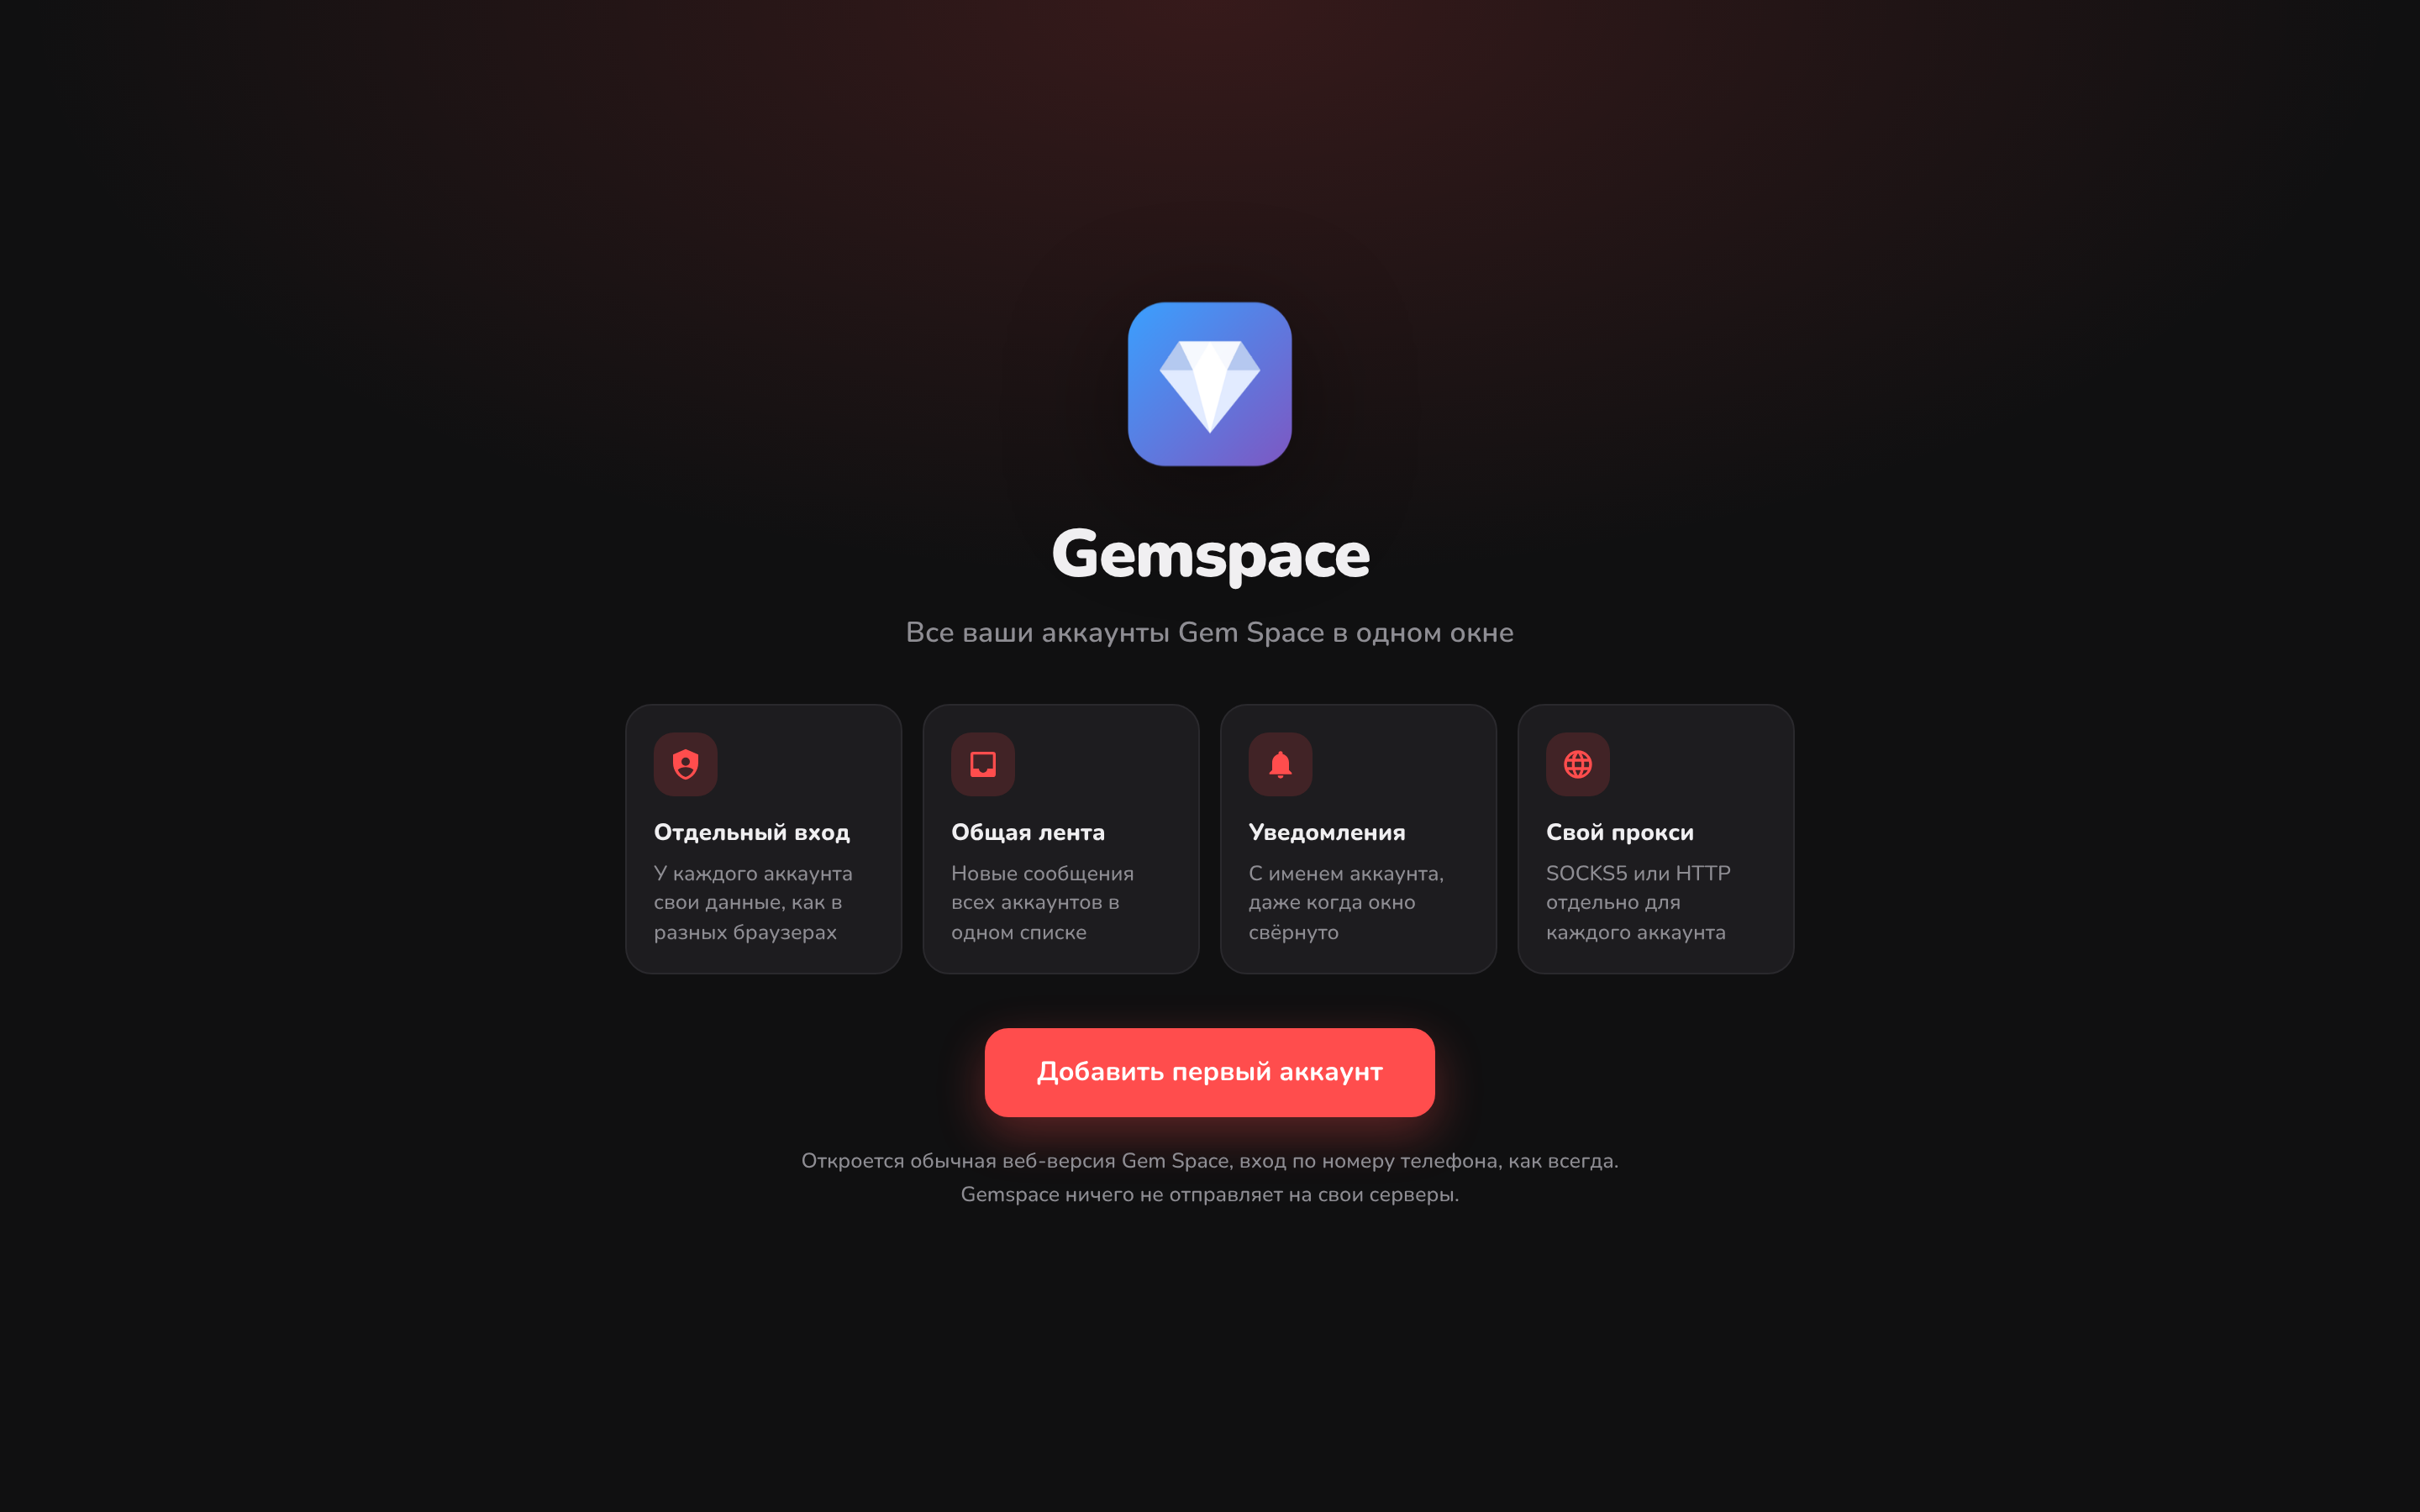 Gemspace
Все ваши аккаунты Gem Space в одном окне
Отдельный вход
У каждого аккаунта
свои данные, как в
разных браузерах
Общая лента
Новые сообщения
всех аккаунтов в
одном списке
Уведомления
С именем аккаунта,
даже когда окно
свёрнуто
Свой прокси
SOCKS5 или HTTP
отдельно для
каждого аккаунта
Добавить первый аккаунт
Откроется обычная веб-версия Gem Space, вход по номеру телефона, как всегда.
Gemspace ничего не отправляет на свои серверы.